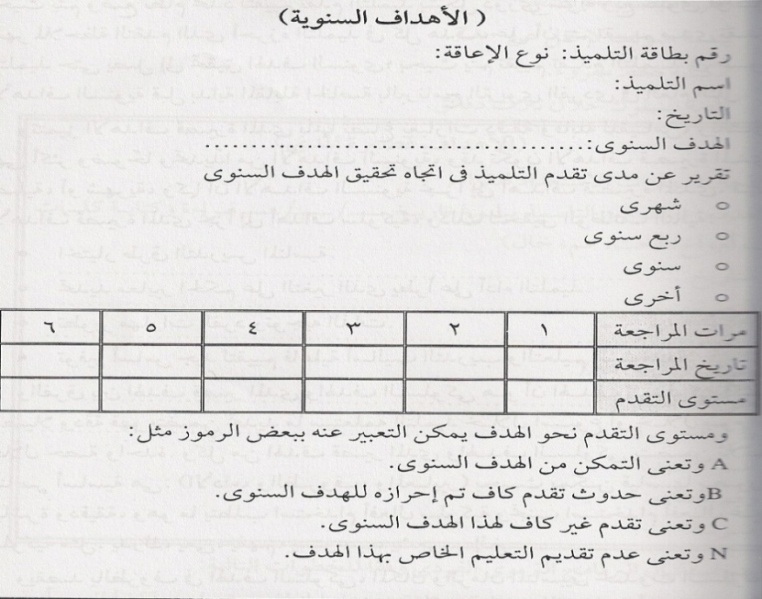 ( الأهداف السنوية)
رقم بطاقة التلميذ: نوع الإعاقة:
اسم التلميذ:
التاريخ:
الهدف السنوى:......................................
تقرير عن مدى تقدم التلميذ فى اتجاه تحقيق الهدف السنوى
○ شهرى
○ ربع سنوى
○ سنوى
○ أخرى
مرات المراجعة ١ ٢ ٣ ٤ ٥ ٦
تاريخ المراجعة
مستوى التقدم
ومستوى التقدم نحو الهدف يمكن التعبير عنه ببعض الرموز مثل:
A وتعنى التمكن من الهدف السنوى.
Bوتعنى حدوث تقدم كاف تم إحرازه للهدف السنوى.
C وتعنى تقدم غير كاف لهذا الهدف السنوى.
N وتعنى عدم تقديم التعليم الخاص بهذا الهدف.